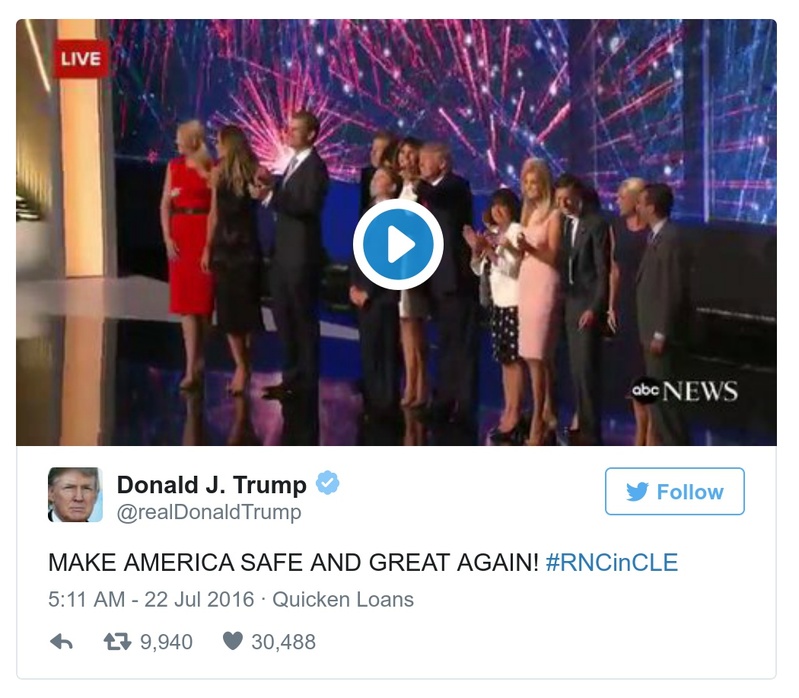 LIVE
abc NEWS
Donald J. Trump
@realDonaldTrump
Follow
MAKE AMERICA SAFE AND GREAT AGAIN! #RNCinCLE
5:11 AM - 22 Jul 2016 · Quicken Loans
9,940 30,488